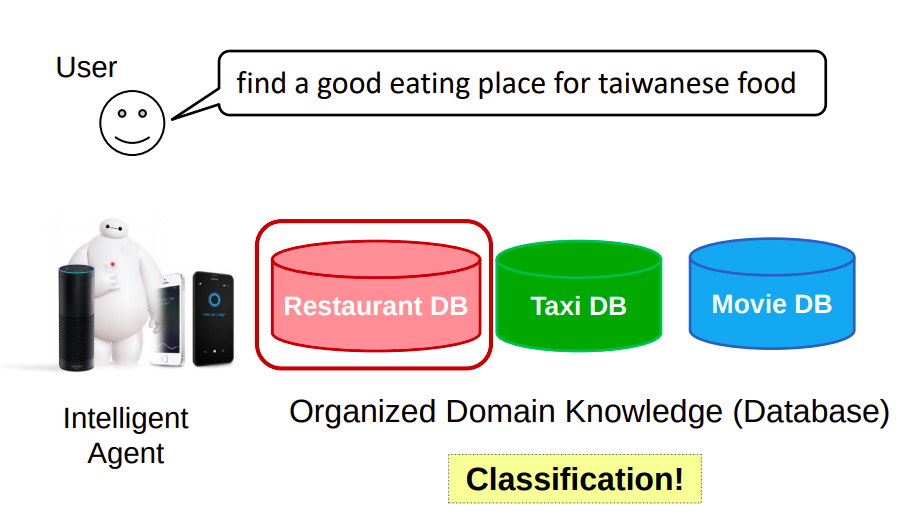 User
find a good eating place for taiwanese food
Restaurant DB
Taxi DB
Movie DB
Intelligent
Agent
Organized Domain Knowledge (Database)
Classification!